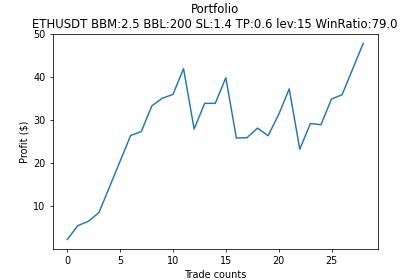 Portfolio
ETHUSDT BBM:2.5 BBL:200 SL:1.4 TP:0.6 lev:15 WinRatio:79.0
50
40
30
20
10
Profit ($)
0 5 10 15 20 25
Trade counts